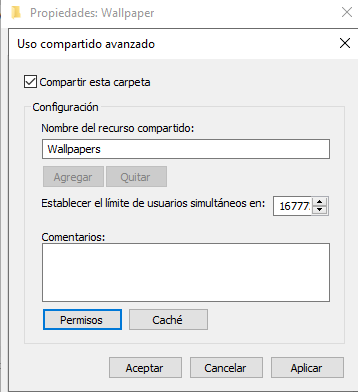 Propiedades: Wallpaper
Uso compartido avanzado
Compartir esta carpeta
Configuración
Nombre del recurso compartido:
Wallpapers
Agregar
Quitar
Establecer el límite de usuarios simultáneos en:
16777
Comentarios:
Permisos
Caché
Aceptar
Cancelar
Aplicar